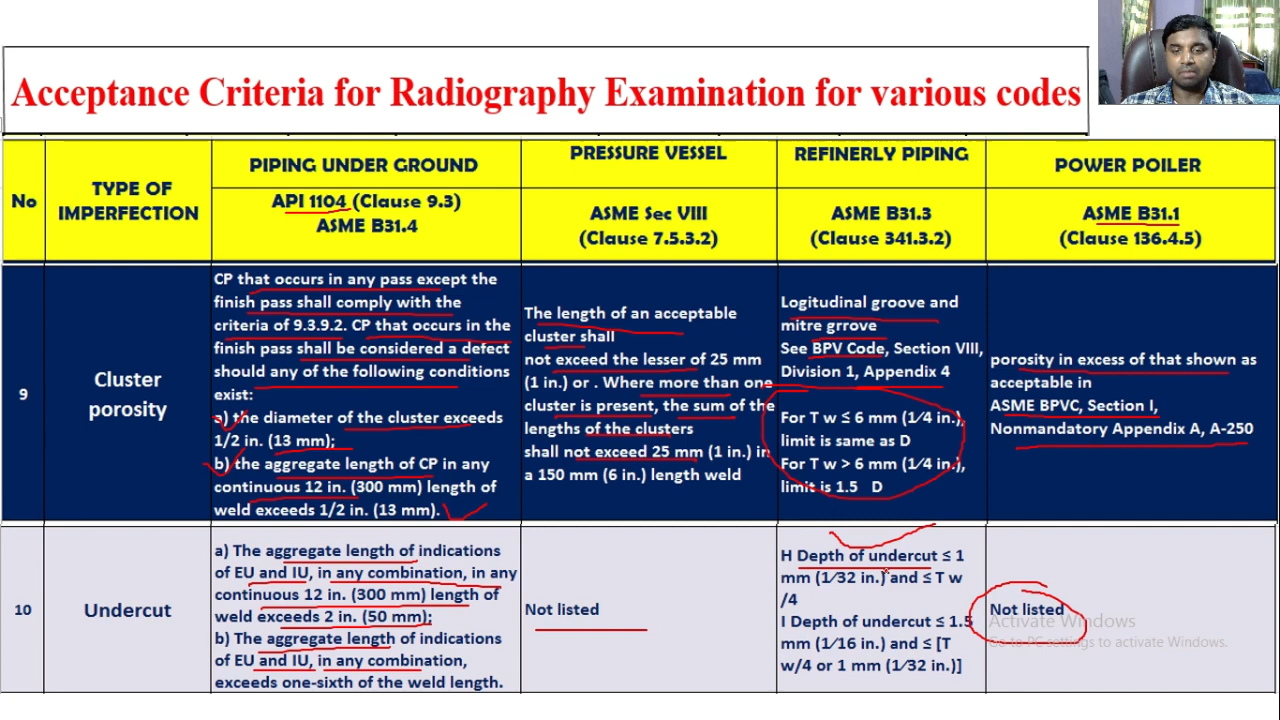 Acceptance Criteria for Radiography Examination for various codes
No
TYPE OF
IMPERFECTION
PIPING UNDER GROUND
API 1104 (Clause 9.3)
ASME B31.4
PRESSURE VESSEL
ASME Sec VIII
(Clause 7.5.3.2)
REFINERLY PIPING
ASME B31.3
(Clause 341.3.2)
POWER POILER
ASME B31.1
(Clause 136.4.5)
9
Cluster
porosity
CP that occurs in any pass except the
finish pass shall comply with the
criteria of 9.3.9.2. CP that occurs in the
finish pass shall be considered a defect
should any of the following conditions
exist:
a) the diameter of the cluster exceeds
1/2 in. (13 mm);
b) the aggregate length of CP in any
continuous 12 in. (300 mm) length of
weld exceeds 1/2 in. (13 mm).
The length of an acceptable
cluster shall
not exceed the lesser of 25 mm
(1 in.) or . Where more than one
cluster is present, the sum of the
lengths of the clusters
shall not exceed 25 mm (1 in.) in
a 150 mm (6 in.) length weld
Logitudinal groove and
mitre grrove
See BPV Code, Section VIII,
Division 1, Appendix 4
For T w ≤ 6 mm (1⁄4 in.),
limit is same as D
For T w > 6 mm (1⁄4 in.),
limit is 1.5 D
porosity in excess of that shown as
acceptable in
ASME BPVC, Section I,
Nonmandatory Appendix A, A-250
10
Undercut
a) The aggregate length of indications
of EU and IU, in any combination, in any
continuous 12 in. (300 mm) length of
weld exceeds 2 in. (50 mm);
b) The aggregate length of indications
of EU and IU, in any combination,
exceeds one-sixth of the weld length.
Not listed
H Depth of undercut ≤ 1
mm (1⁄32 in.) and ≤ T w
/4
I Depth of undercut ≤ 1.5
mm (1⁄16 in.) and ≤ [T
w/4 or 1 mm (1⁄32 in.)]
Not listed
Activate Windows
Go to PC settings to activate Windows.